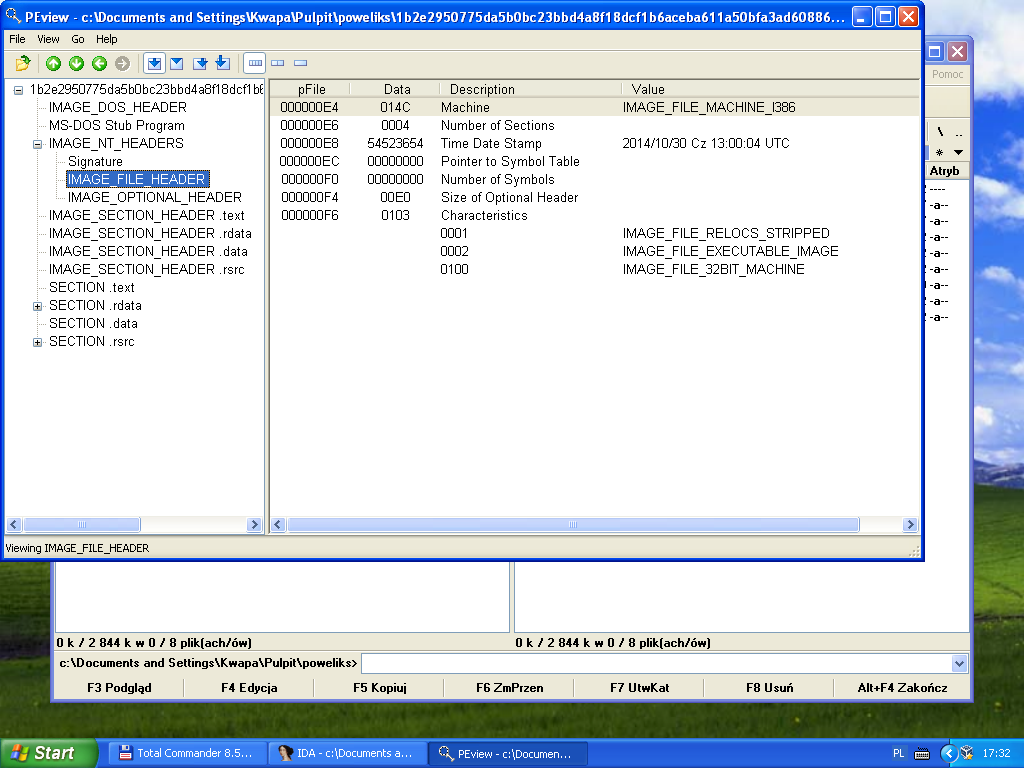 PEview - c:\Documents and Settings\Kwapa\Pulpit\poweliks\1b2e2950775da5b0bc23bbd4a8f18dcf1b6aceba611a50bfa3ad60886...
File View Go Help
Pomoc
1b2e2950775da5b0bc23bbd4a8f18dcf1b6
IMAGE_DOS_HEADER
MS-DOS Stub Program
IMAGE_NT_HEADERS
Signature
IMAGE_FILE_HEADER
IMAGE_OPTIONAL_HEADER
IMAGE_SECTION_HEADER .text
IMAGE_SECTION_HEADER .rdata
IMAGE_SECTION_HEADER .data
IMAGE_SECTION_HEADER .rsrc
SECTION .text
SECTION .rdata
SECTION .data
SECTION .rsrc
pFile Data Description Value
000000E4 014C Machine IMAGE_FILE_MACHINE_I386
000000E6 0004 Number of Sections
000000E8 54523654 Time Date Stamp 2014/10/30 Cz 13:00:04 UTC
000000EC 00000000 Pointer to Symbol Table
000000F0 00000000 Number of Symbols
000000F4 00E0 Size of Optional Header
000000F6 0103 Characteristics
0001 IMAGE_FILE_RELOCS_STRIPPED
0002 IMAGE_FILE_EXECUTABLE_IMAGE
0100 IMAGE_FILE_32BIT_MACHINE
\ ..
*
Atryb
----
-a--
-a--
-a--
-a--
-a--
-a--
-a--
-a--
Viewing IMAGE_FILE_HEADER
0 k / 2 844 k w 0 / 8 plik(ach/ów) 0 k / 2 844 k w 0 / 8 plik(ach/ów)
c:\Documents and Settings\Kwapa\Pulpit\poweliks>
F3 Podgląd F4 Edycja F5 Kopiuj F6 ZmPrzen F7 UtwKat F8 Usuń Alt+F4 Zakończ
Start Total Commander 8.5... IDA - c:\Documents a... PEview - c:\Documen... PL 17:32